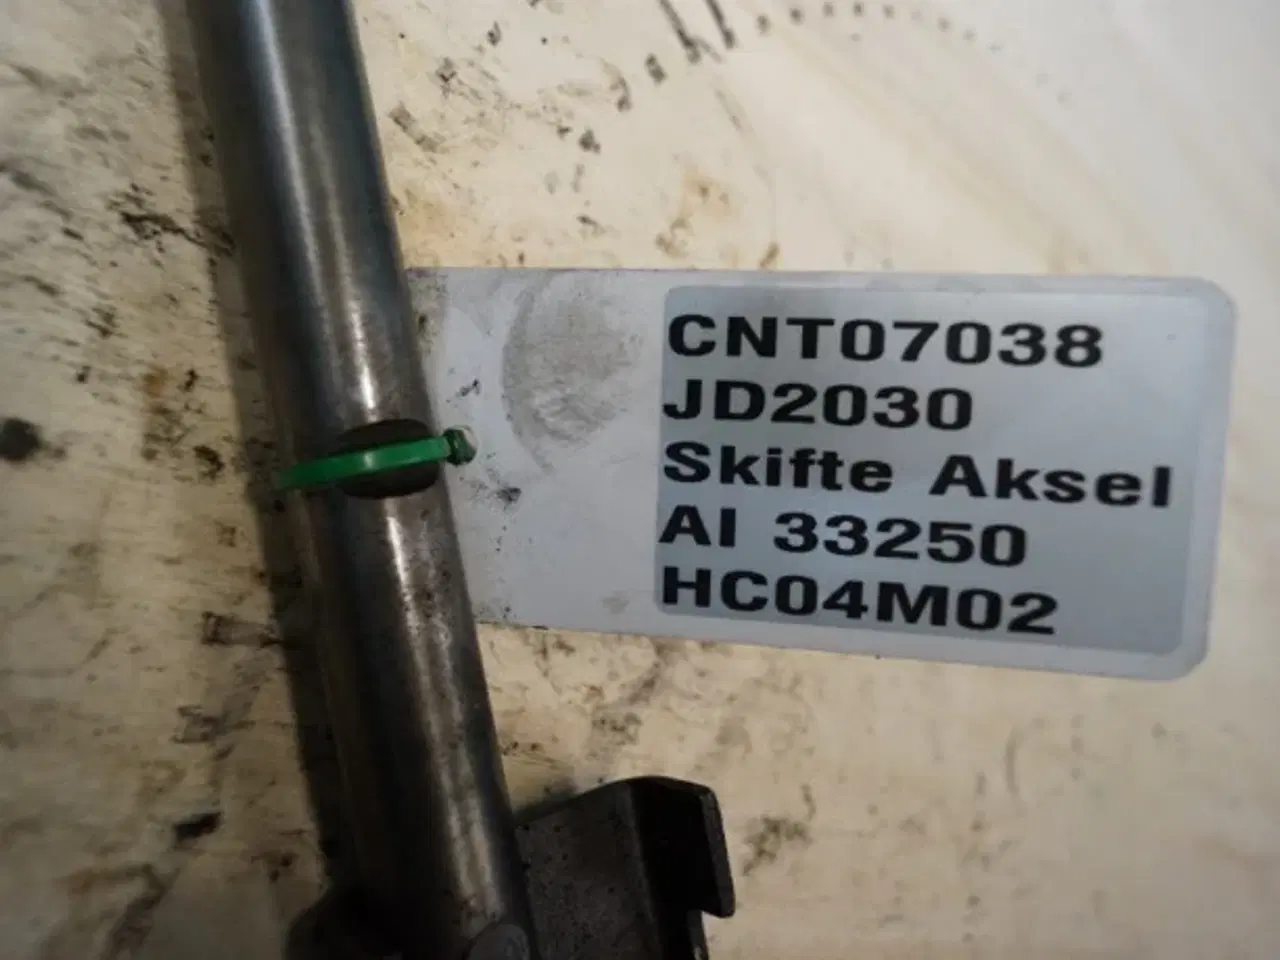 CNT07038
JD2030
Skifte Aksel
AI 33250
HC04M02